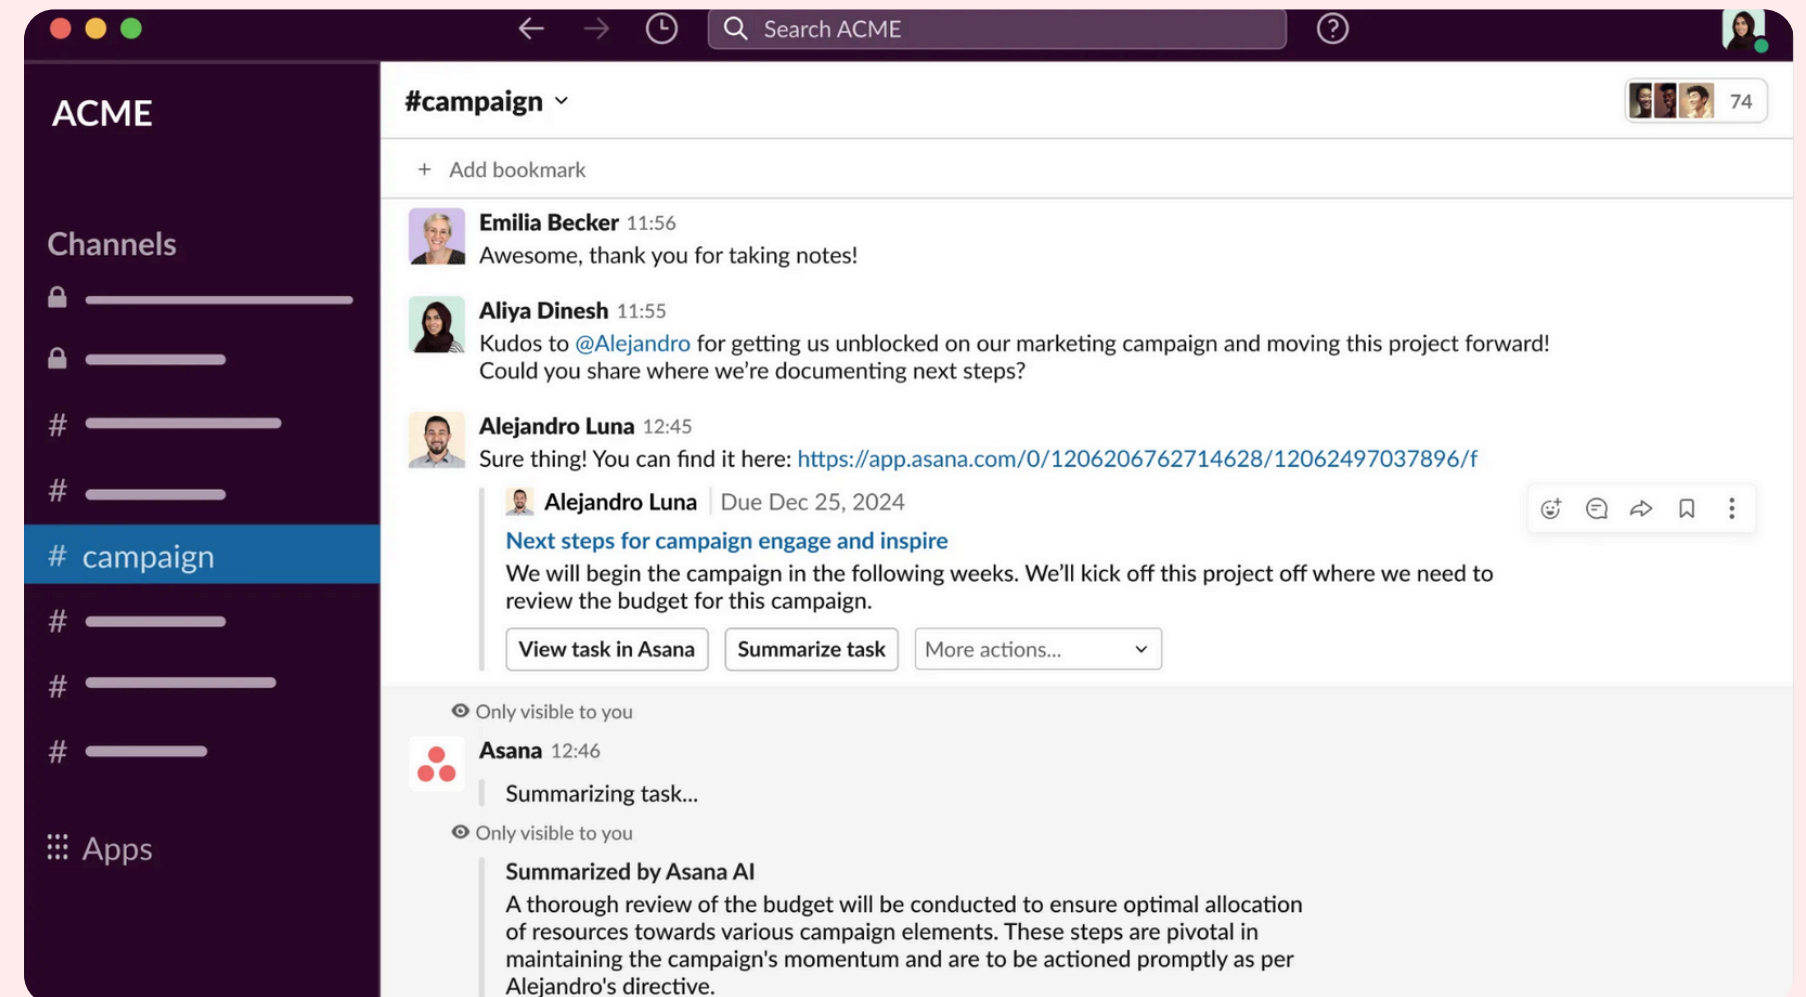 Search ACME
ACME
Channels
# campaign
Apps
#campaign
74
+ Add bookmark
Emilia Becker 11:56
Awesome, thank you for taking notes!
Aliya Dinesh 11:55
Kudos to @Alejandro for getting us unblocked on our marketing campaign and moving this project forward!
Could you share where we’re documenting next steps?
Alejandro Luna 12:45
Sure thing! You can find it here: https://app.asana.com/0/1206206762714628/12062497037896/f
Alejandro Luna Due Dec 25, 2024
Next steps for campaign engage and inspire
We will begin the campaign in the following weeks. We’ll kick off this project off where we need to
review the budget for this campaign.
View task in Asana Summarize task More actions...
Only visible to you
Asana 12:46
Summarizing task...
Only visible to you
Summarized by Asana AI
A thorough review of the budget will be conducted to ensure optimal allocation
of resources towards various campaign elements. These steps are pivotal in
maintaining the campaign's momentum and are to be actioned promptly as per
Alejandro's directive.